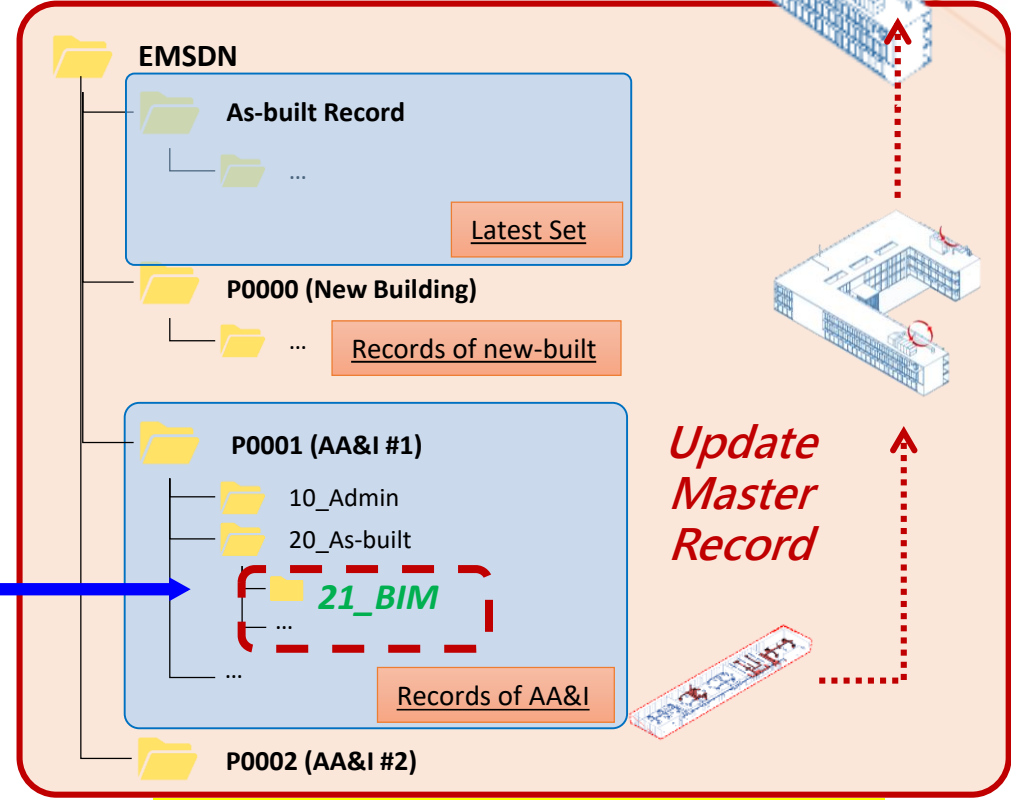 EMSDN
As-built Record
...
Latest Set
P0000 (New Building)
...
Records of new-built
P0001 (AA&I #1)
10_Admin
20_As-built
21_BIM
...
...
Records of AA&I
P0002 (AA&I #2)
Update
Master
Record